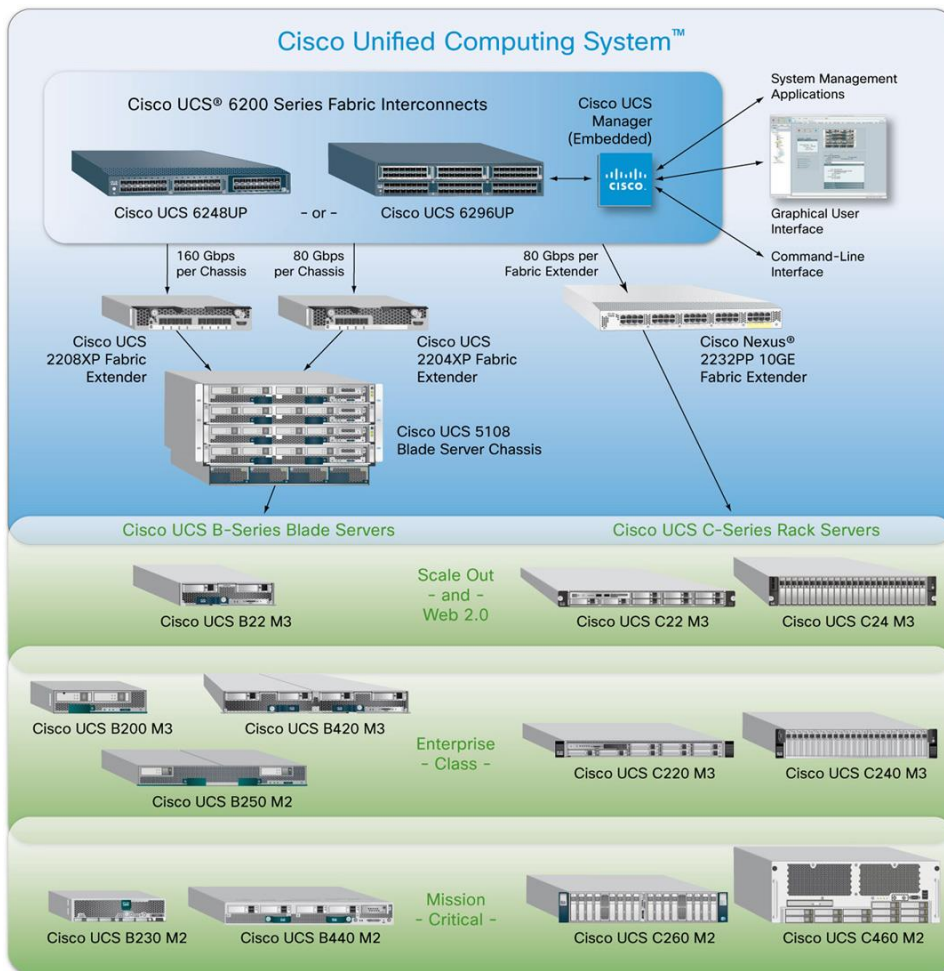 Cisco Unified Computing System™
Cisco UCS® 6200 Series Fabric Interconnects
Cisco UCS
Manager
(Embedded)
System Management
Applications
CISCO
Cisco UCS 6248UP
- or -
Cisco UCS 6296UP
Graphical User
Interface
Command-Line
Interface
160 Gbps
per Chassis
80 Gbps
per Chassis
80 Gbps per
Fabric Extender
Cisco UCS
2208XP Fabric
Extender
Cisco UCS
2204XP Fabric
Extender
Cisco Nexus®
2232PP 10GE
Fabric Extender
Cisco UCS 5108
Blade Server Chassis
Cisco UCS B-Series Blade Servers
Cisco UCS C-Series Rack Servers
Scale Out
- and -
Web 2.0
Cisco UCS B22 M3
Cisco UCS C22 M3
Cisco UCS C24 M3
Cisco UCS B200 M3
Cisco UCS B420 M3
Cisco UCS B250 M2
Enterprise
- Class -
Cisco UCS C220 M3
Cisco UCS C240 M3
Cisco UCS B230 M2
Cisco UCS B440 M2
Mission
- Critical -
Cisco UCS C260 M2
Cisco UCS C460 M2